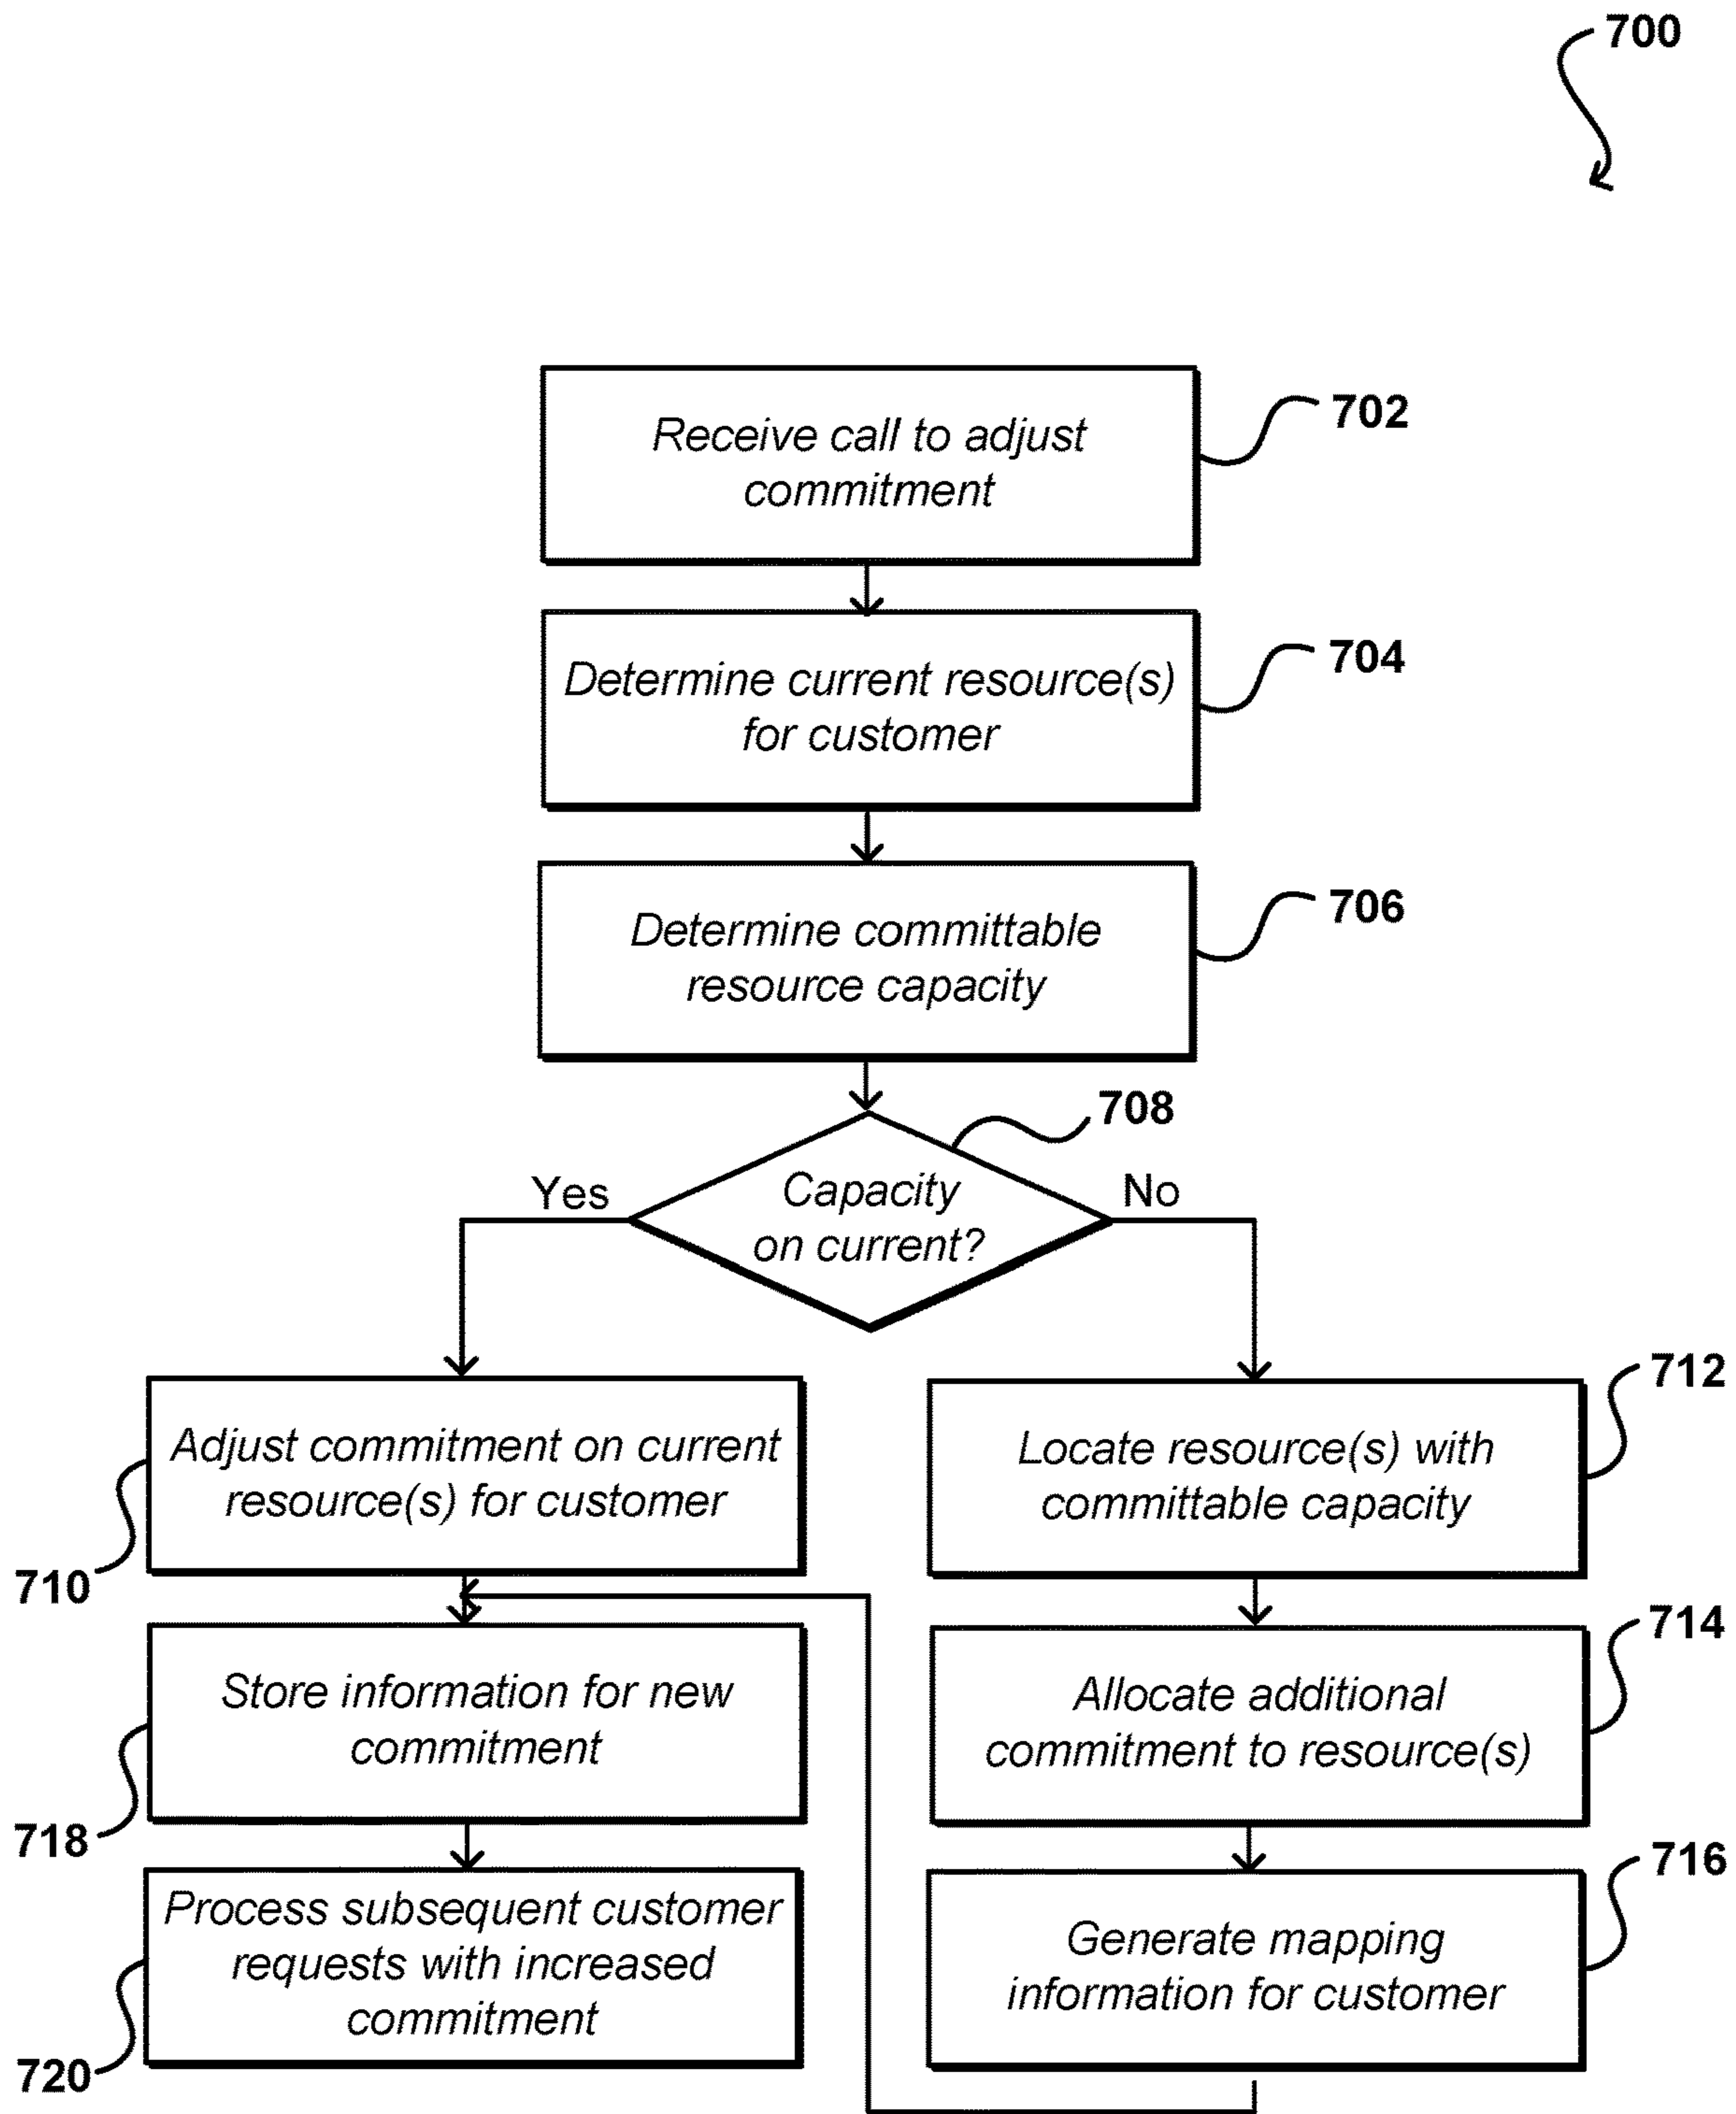 700
Receive call to adjust
commitment
702
Determine current resource(s)
for customer
704
Determine committable
resource capacity
706
708
Yes
Capacity
on current?
No
Adjust commitment on current
resource(s) for customer
710
Locate resource(s) with
committable capacity
712
Store information for new
commitment
718
Allocate additional
commitment to resource(s)
714
Process subsequent customer
requests with increased
commitment
720
Generate mapping
information for customer
716